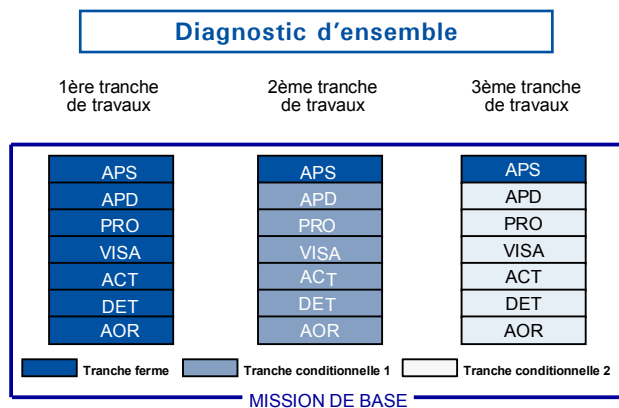 Diagnostic d'ensemble
1ère tranche
de travaux
2ème tranche
de travaux
3ème tranche
de travaux
APS
APD
PRO
VISA
ACT
DET
AOR
APS
APD
PRO
VISA
ACT
DET
AOR
APS
APD
PRO
VISA
ACT
DET
AOR
Tranche ferme
Tranche conditionnelle 1
Tranche conditionnelle 2
MISSION DE BASE